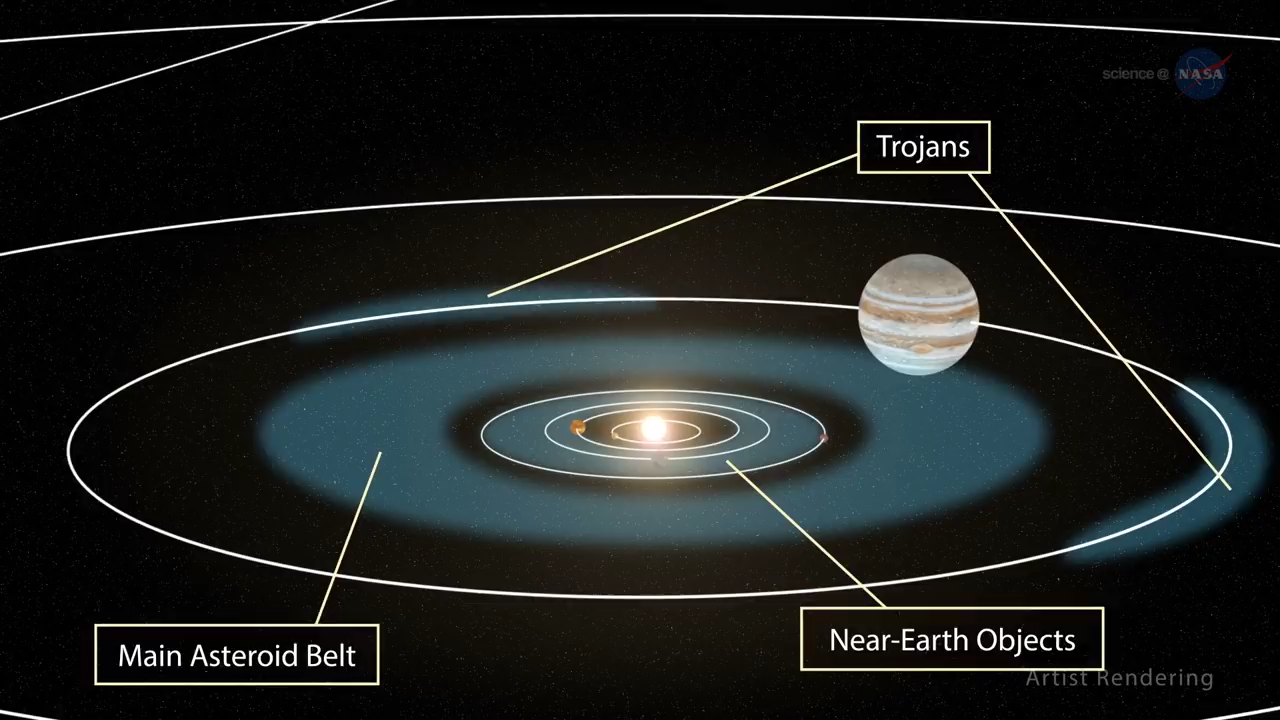 science @ NASA
Trojans
Main Asteroid Belt
Near-Earth Objects
Artist Rendering